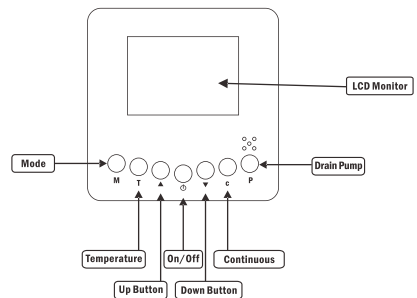 LCD Monitor
Mode
Drain Pump
M T ▲ ⏻ ▼ c P
Temperature
On/Off
Continuous
Up Button
Down Button